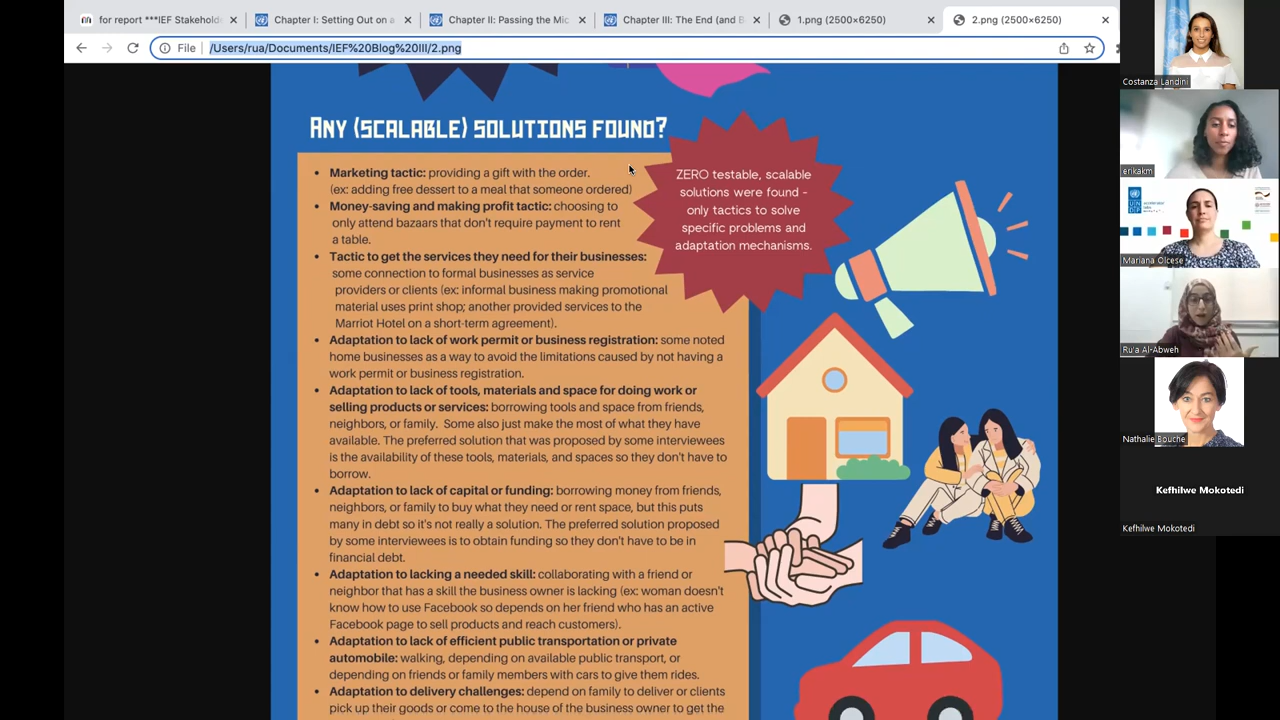 for report ***IEF Stakehold
Chapter I: Setting Out on a
Chapter II: Passing the Mic
Chapter III: The End (and B
1.png (2500×6250)
2.png (2500×6250)
File
/Users/rua/Documents/IEF%20Blog%20III/2.png
ANY (SCALABLE) SOLUTIONS FOUND?
• Marketing tactic: providing a gift with the order.
(ex: adding free dessert to a meal that someone ordered)
• Money-saving and making profit tactic: choosing to
only attend bazaars that don't require payment to rent
a table.
• Tactic to get the services they need for their businesses:
some connection to formal businesses as service
providers or clients (ex: informal business making promotional
material uses print shop; another provided services to the
Marriot Hotel on a short-term agreement).
• Adaptation to lack of work permit or business registration: some noted
home businesses as a way to avoid the limitations caused by not having a
work permit or business registration.
• Adaptation to lack of tools, materials and space for doing work or
selling products or services: borrowing tools and space from friends,
neighbors, or family. Some also just make the most of what they have
available. The preferred solution that was proposed by some interviewees
is the availability of these tools, materials, and spaces so they don't have to
borrow.
• Adaptation to lack of capital or funding: borrowing money from friends,
neighbors, or family to buy what they need or rent space, but this puts
many in debt so it's not really a solution. The preferred solution proposed
by some interviewees is to obtain funding so they don't have to be in
financial debt.
• Adaptation to lacking a needed skill: collaborating with a friend or
neighbor that has a skill the business owner is lacking (ex: woman doesn't
know how to use Facebook so depends on her friend who has an active
Facebook page to sell products and reach customers).
• Adaptation to lack of efficient public transportation or private
automobile: walking, depending on available public transport, or
depending on friends or family members with cars to give them rides.
• Adaptation to delivery challenges: depend on family to deliver or clients
pick up their goods or come to the house of the business owner to get the
ZERO testable, scalable
solutions were found -
only tactics to solve
specific problems and
adaptation mechanisms.
Costanza Landini
erikakm
Mariana Olcese
Ru'a Al-Abweh
Nathalie Bouche
Kefhilwe Mokotedi
Kefhilwe Mokotedi